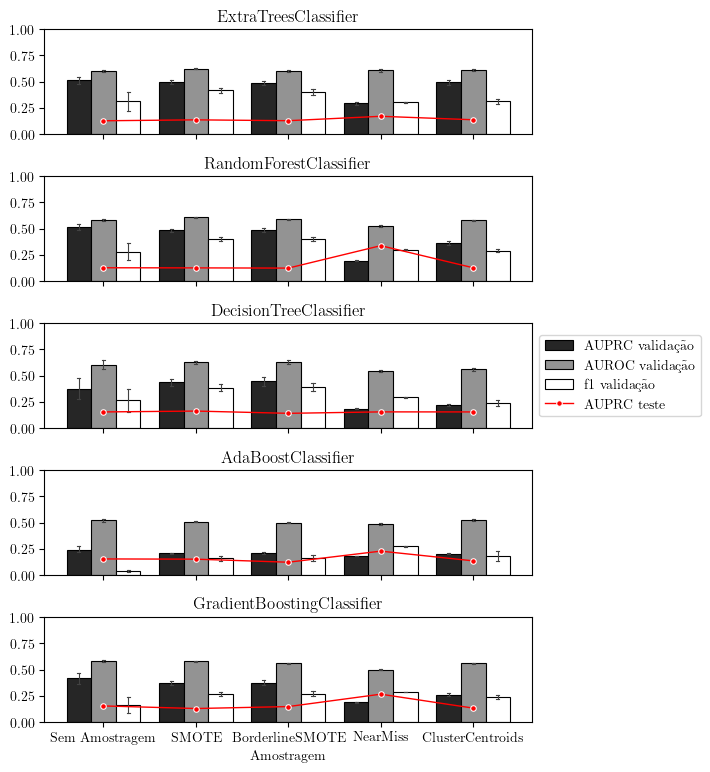 ExtraTreesClassifier
1.00
0.75
0.50
0.25
0.00
RandomForestClassifier
1.00
0.75
0.50
0.25
0.00
DecisionTreeClassifier
1.00
0.75
0.50
0.25
0.00
AUPRC validação
AUROC validação
f1 validação
AUPRC teste
AdaBoostClassifier
1.00
0.75
0.50
0.25
0.00
GradientBoostingClassifier
1.00
0.75
0.50
0.25
0.00
Sem Amostragem SMOTE BorderlineSMOTE NearMiss ClusterCentroids
Amostragem